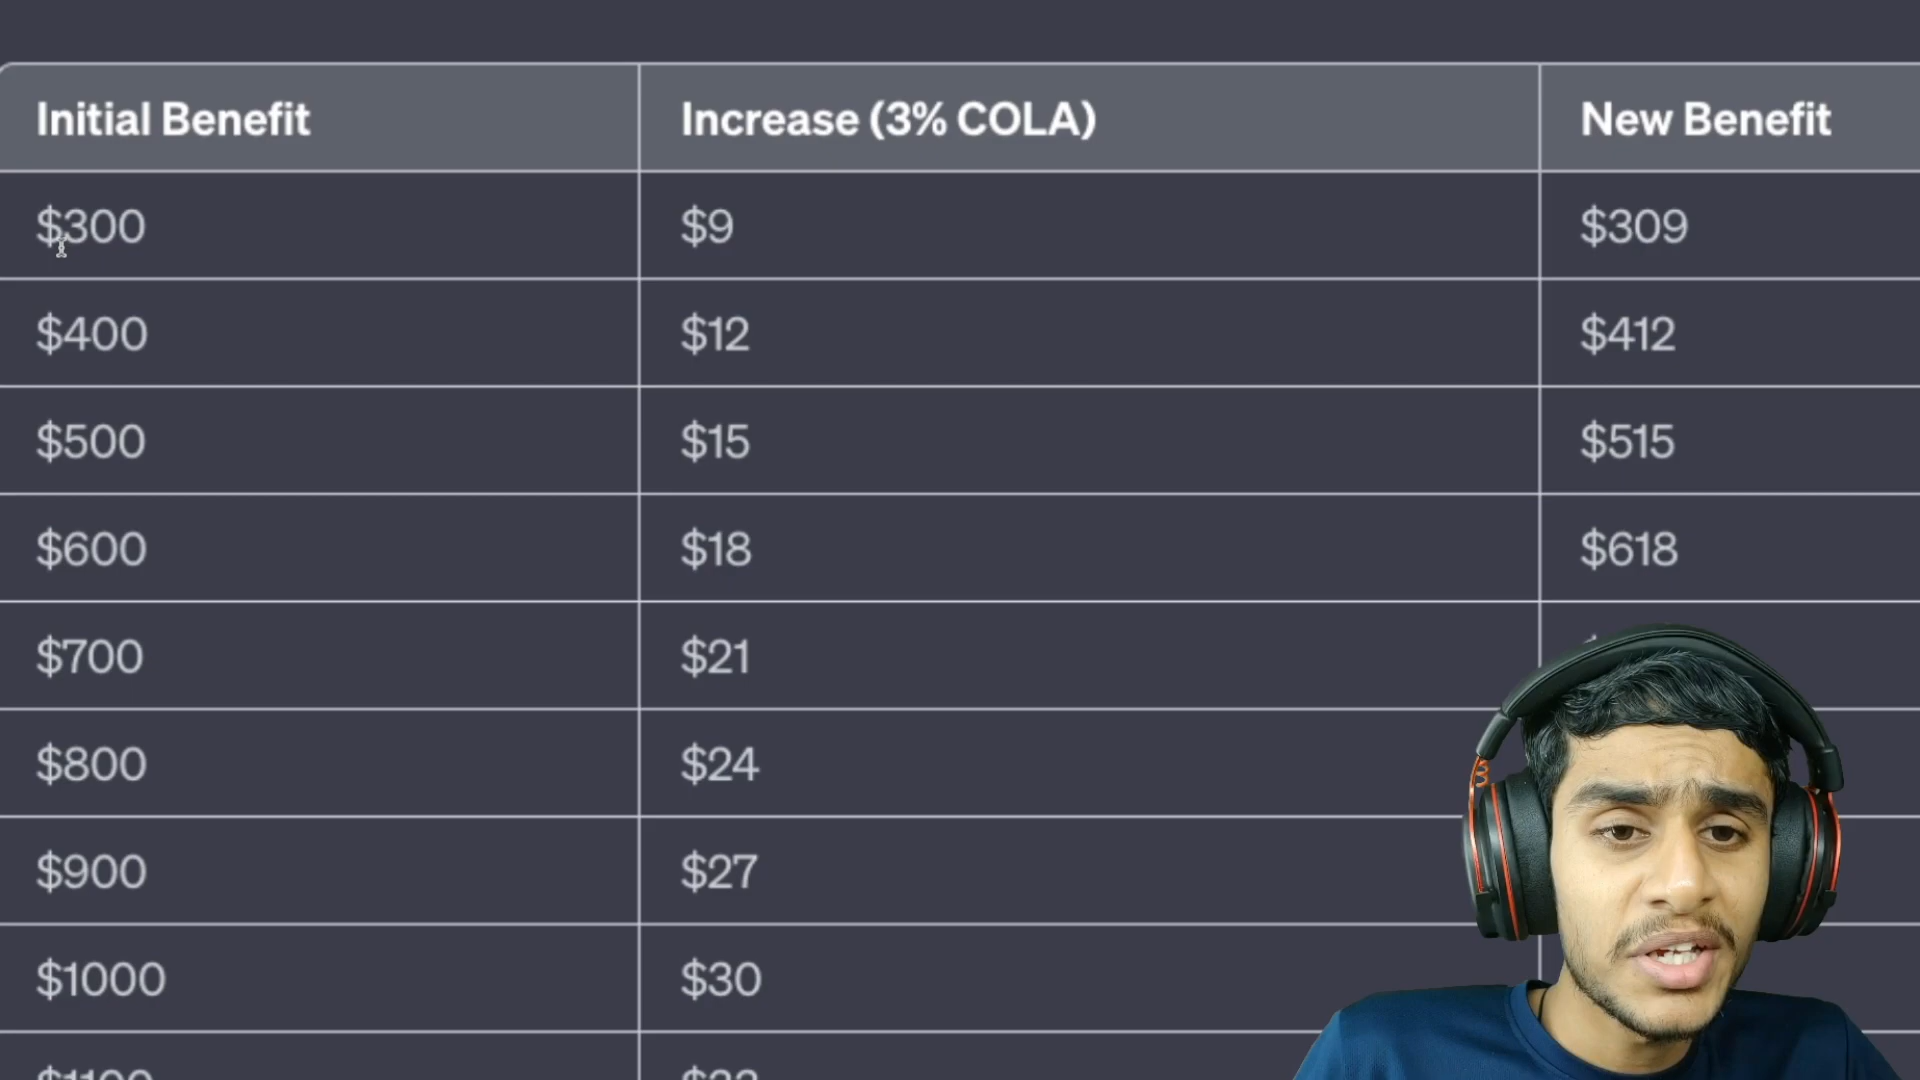 Initial Benefit Increase (3% COLA) New Benefit
$300 $9 $309
$400 $12 $412
$500 $15 $515
$600 $18 $618
$700 $21
$800 $24
$900 $27
$1000 $30